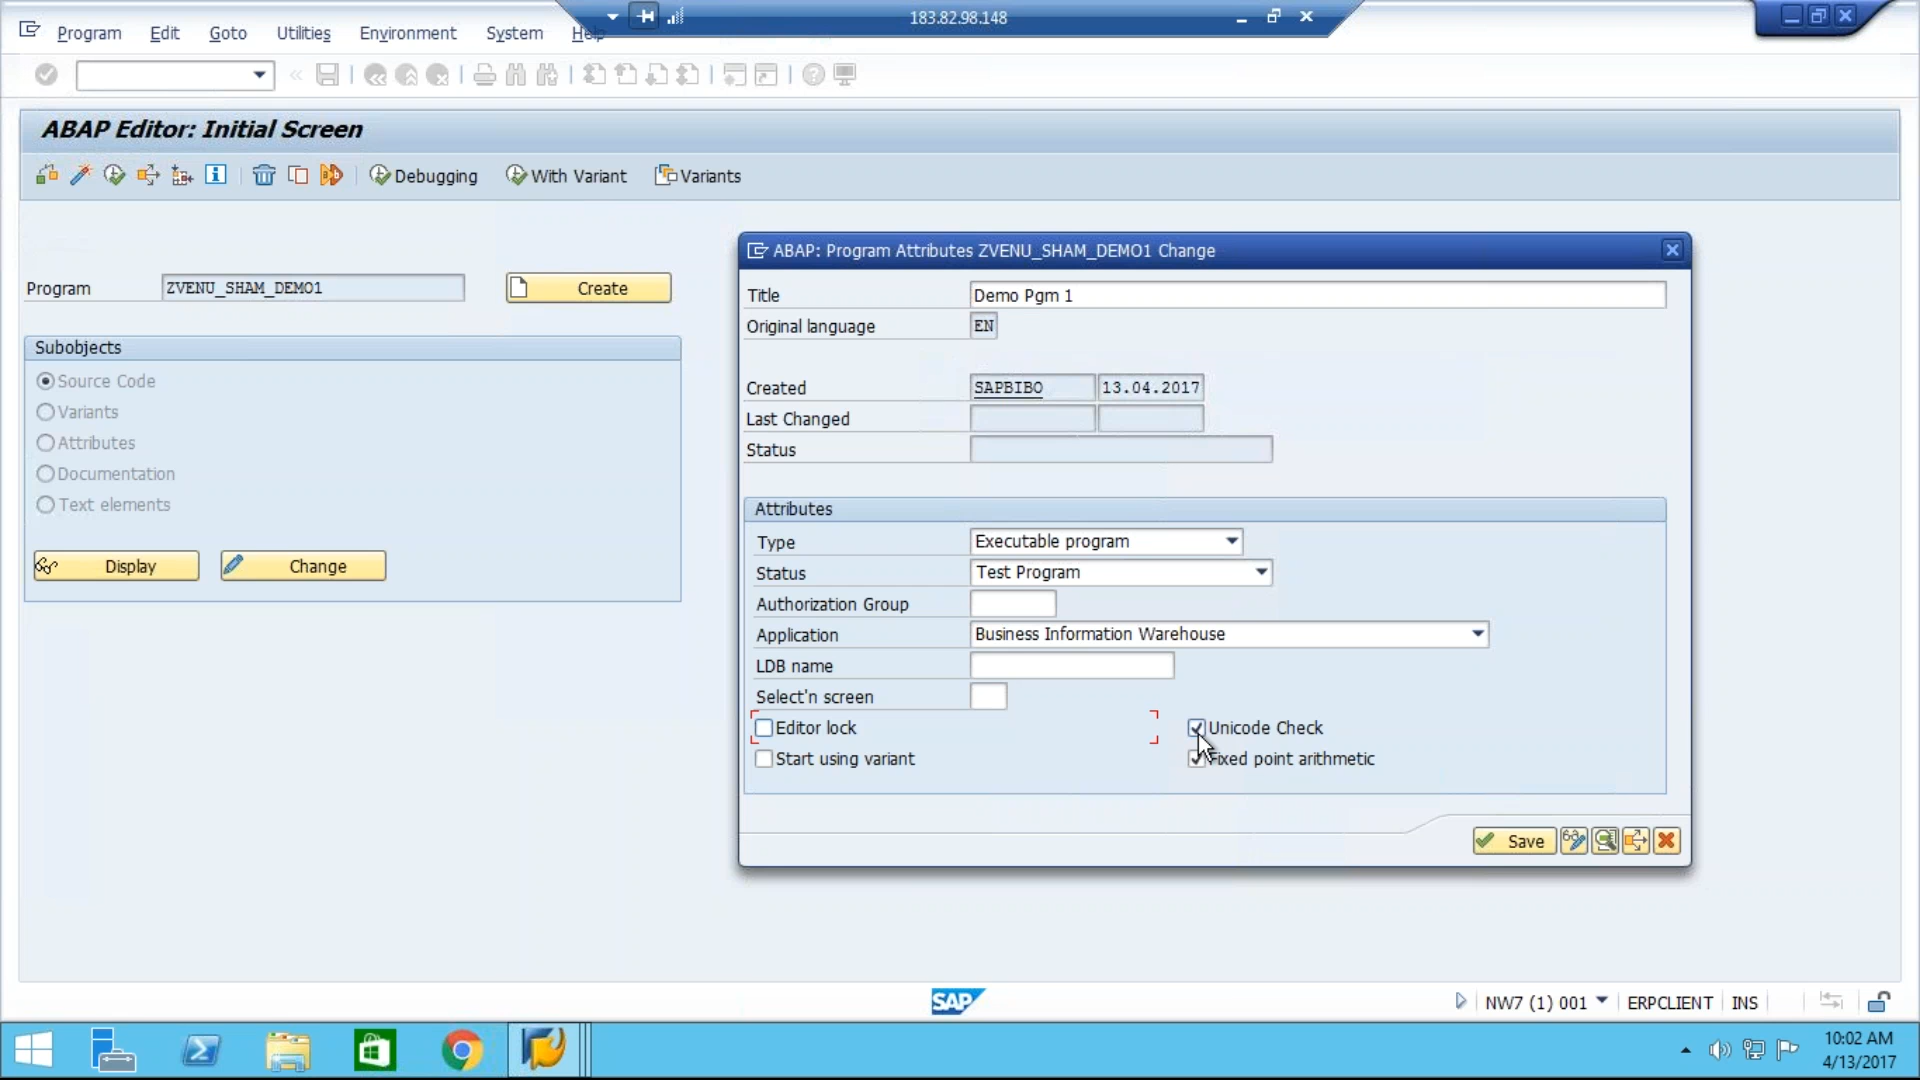 183.82.98.148
Program Edit Goto Utilities Environment System Help
ABAP Editor: Initial Screen
Debugging With Variant Variants
Program ZVENU_SHAM_DEMO1 Create
Subobjects
Source Code
Variants
Attributes
Documentation
Text elements
Display Change
ABAP: Program Attributes ZVENU_SHAM_DEMO1 Change
Title Demo Pgm 1
Original language EN
Created SAPBIBO 13.04.2017
Last Changed
Status
Attributes
Type Executable program
Status Test Program
Authorization Group
Application Business Information Warehouse
LDB name
Select'n screen
Editor lock Unicode Check
Start using variant Fixed point arithmetic
Save
SAP
NW7 (1) 001 ERPCLIENT INS
10:02 AM
4/13/2017